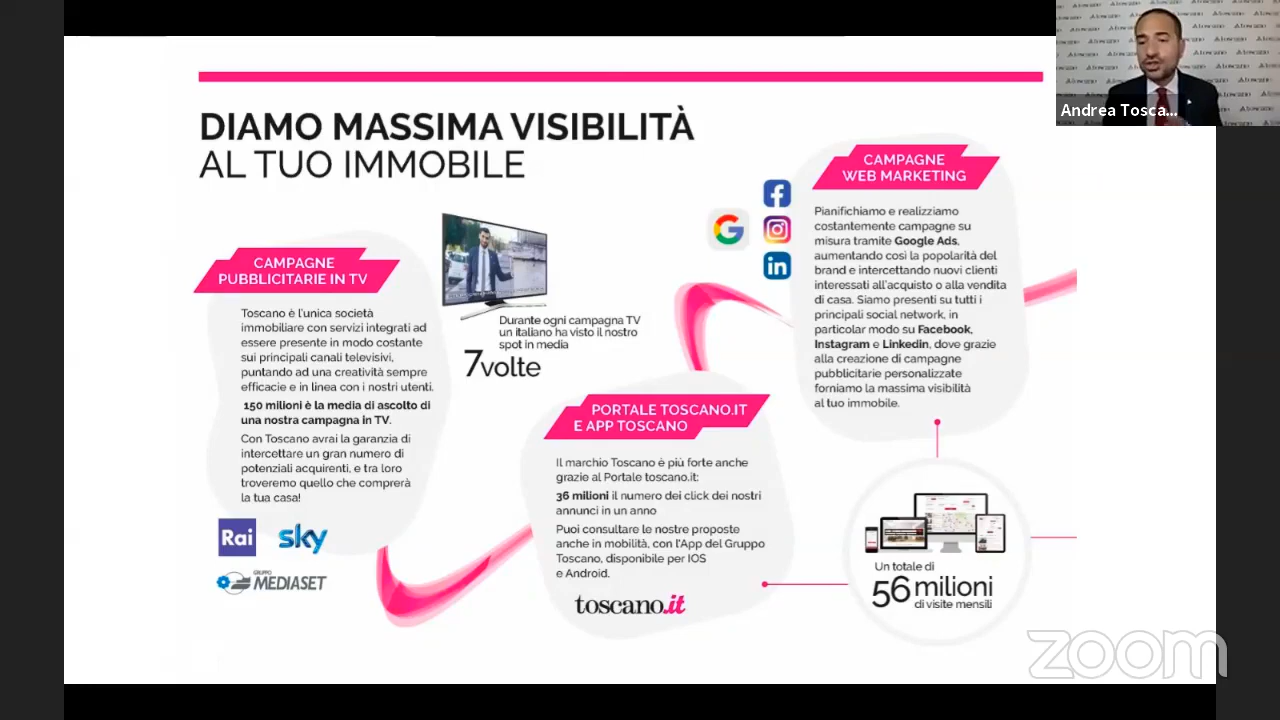 Andrea Tosca...
DIAMO MASSIMA VISIBILITÀ
AL TUO IMMOBILE
CAMPAGNE
PUBBLICITARIE IN TV
Toscano è l'unica società
immobiliare con servizi integrati ad
essere presente in modo costante
sui principali canali televisivi,
puntando ad una creatività sempre
efficacie e in linea con i nostri utenti.
150 milioni è la media di ascolto di
una nostra campagna in TV.
Con Toscano avrai la garanzia di
intercettare un gran numero di
potenziali acquirenti, e tra loro
troveremo quello che comprerà
la tua casa!
Rai
sky
GRUPPO
MEDIASET
Durante ogni campagna TV
un italiano ha visto il nostro
spot in media
7volte
PORTALE TOSCANO.IT
E APP TOSCANO
Il marchio Toscano è più forte anche
grazie al Portale toscano.it:
36 milioni il numero dei click dei nostri
annunci in un anno
Puoi consultare le nostre proposte
anche in mobilità, con l'App del Gruppo
Toscano, disponibile per IOS
e Android.
toscano.it
CAMPAGNE
WEB MARKETING
Pianifichiamo e realizziamo
costantemente campagne su
misura tramite Google Ads,
aumentando così la popolarità del
brand e intercettando nuovi clienti
interessati all'acquisto o alla vendita
di casa. Siamo presenti su tutti i
principali social network, in
particolar modo su Facebook,
Instagram e Linkedin, dove grazie
alla creazione di campagne
pubblicitarie personalizzate
forniamo la massima visibilità
al tuo immobile.
Un totale di
56 milioni
di visite mensili
zoom